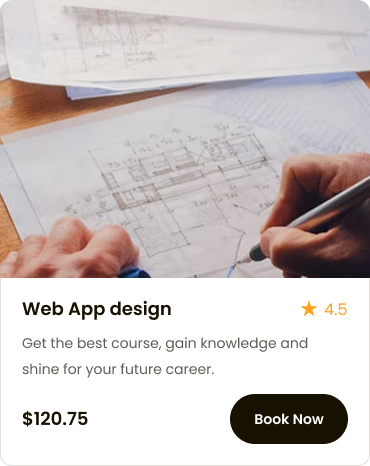 Web App design
4.5
Get the best course, gain knowledge and
shine for your future career.
$120.75
Book Now